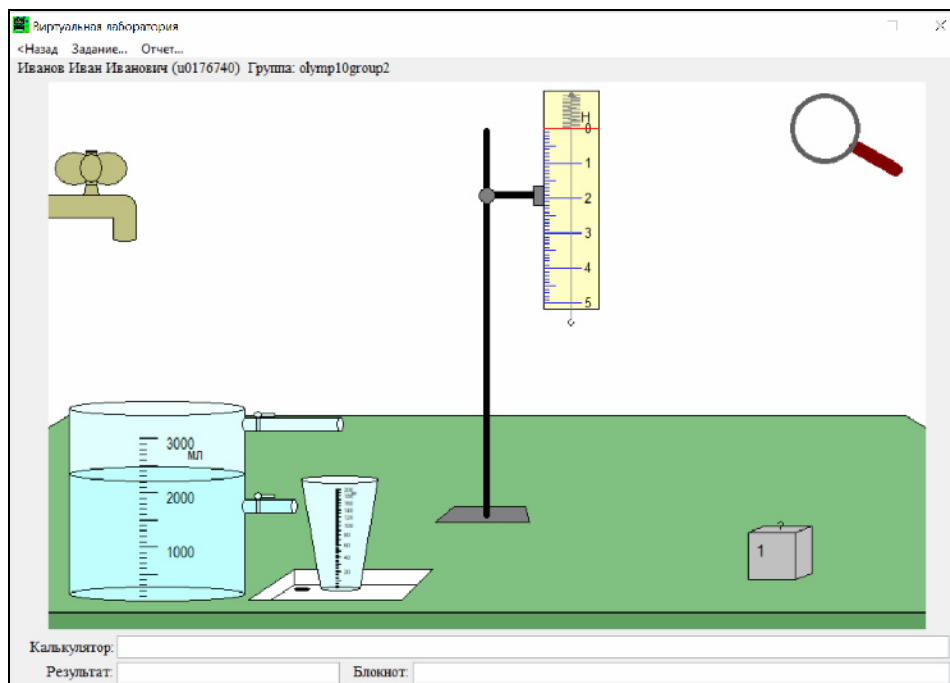 Виртуальная лаборатория
<Назад Задание... Отчет...
Иванов Иван Иванович (u0176740) Группа: olymp10group2
Н
0
1
2
3
4
5
3000
МЛ
2000
1000
1
Калькулятор:
Результат: Блокнот: